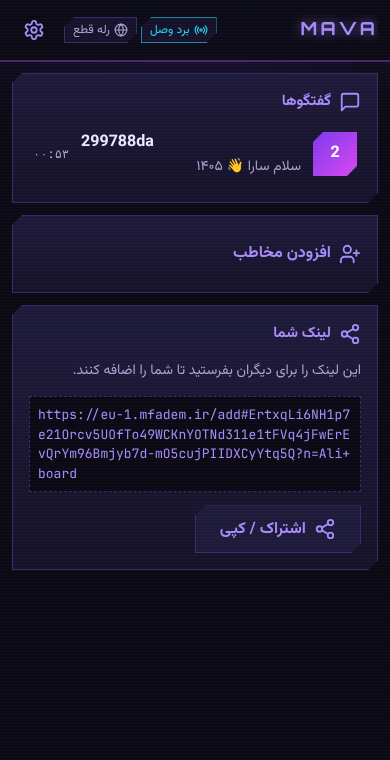 MAVA
برد وصل
رله قطع
گفتگوها
2
299788da
۰۰:۵۳
سلام سارا 👋 ۱۴۰۵
افزودن مخاطب
لینک شما
این لینک را برای دیگران بفرستید تا شما را اضافه کنند.
https://eu-1.mfadem.ir/add#ErtxqLi6NH1p7
e21Orcv5UOfTo49WCKnYOTNd311e1tFVq4jFwErE
vQrYm96Bmjyb7d-mO5cujPIIDXCyYtq5Q?n=Ali+
board
اشتراک / کپی